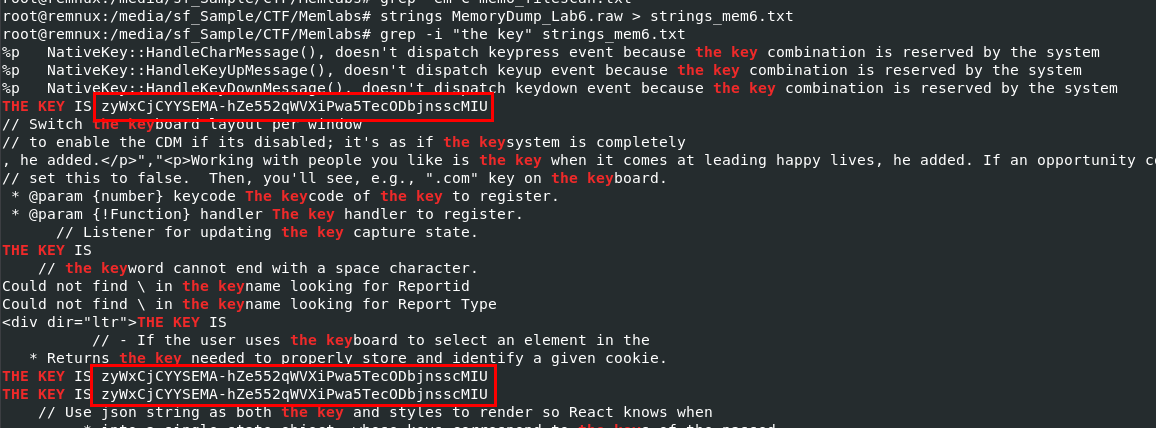 root@remnux:/media/sf_Sample/CTF/Memlabs# strings MemoryDump_Lab6.raw > strings_mem6.txt
root@remnux:/media/sf_Sample/CTF/Memlabs# grep -i "the key" strings_mem6.txt
%p   NativeKey::HandleCharMessage(), doesn't dispatch keypress event because the key combination is reserved by the system
%p   NativeKey::HandleKeyUpMessage(), doesn't dispatch keyup event because the key combination is reserved by the system
%p   NativeKey::HandleKeyDownMessage(), doesn't dispatch keydown event because the key combination is reserved by the system
THE KEY IS zyWxCjCYYSEMA-hZe552qWVXiPwa5TecODbjnsscMIU
// Switch the keyboard layout per window
// to enable the CDM if its disabled; it's as if the keysystem is completely
, he added.</p>","<p>Working with people you like is the key when it comes at leading happy lives, he added. If an opportunity
// set this to false.  Then, you'll see, e.g., ".com" key on the keyboard.
 * @param {number} keycode The keycode of the key to register.
 * @param {!Function} handler The key handler to register.
      // Listener for updating the key capture state.
THE KEY IS
    // the keyword cannot end with a space character.
Could not find \ in the keyname looking for Reportid
Could not find \ in the keyname looking for Report Type
<div dir="ltr">THE KEY IS
          // - If the user uses the keyboard to select an element in the
   * Returns the key needed to properly store and identify a given cookie.
THE KEY IS zyWxCjCYYSEMA-hZe552qWVXiPwa5TecODbjnsscMIU
THE KEY IS zyWxCjCYYSEMA-hZe552qWVXiPwa5TecODbjnsscMIU
    // Use json string as both the key and styles to render so React knows when